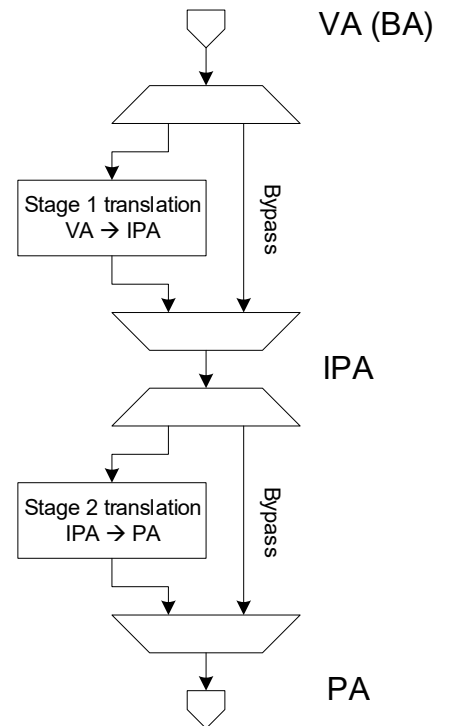 VA (BA)
Stage 1 translation
VA → IPA
Bypass
IPA
Stage 2 translation
IPA → PA
Bypass
PA